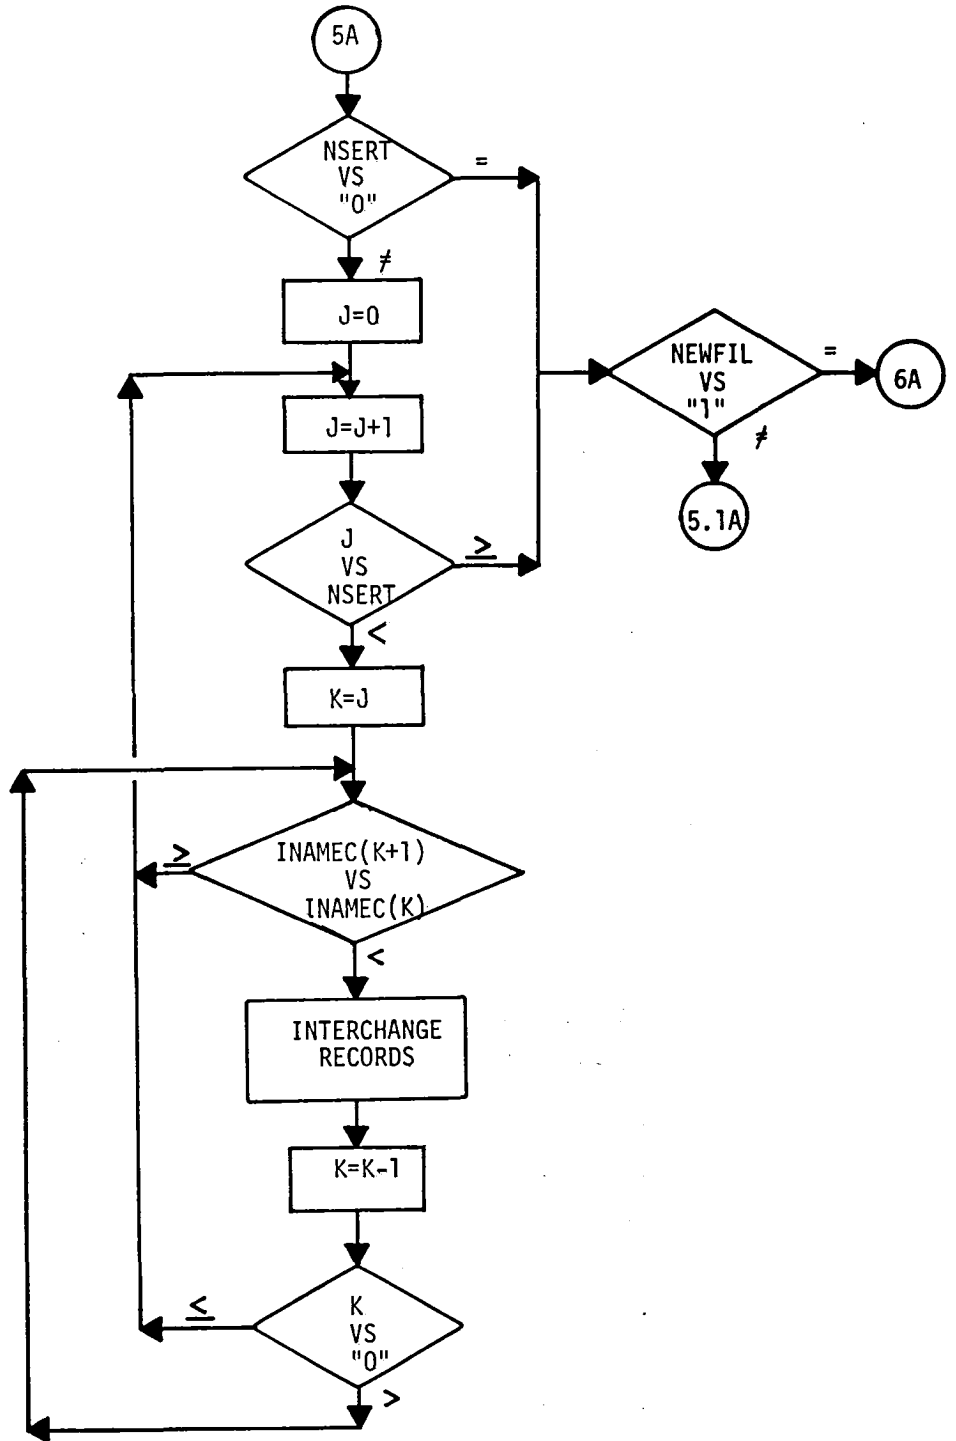 5A
NSERT
VS
"0"
=
≠
J=0
J=J+1
NEWFIL
VS
"1"
=
6A
≠
5.1A
J
VS
NSERT
≥
<
K=J
INAMEC(K+1)
VS
INAMEC(K)
≥
<
INTERCHANGE
RECORDS
K=K-1
K
VS
"0"
≤
>